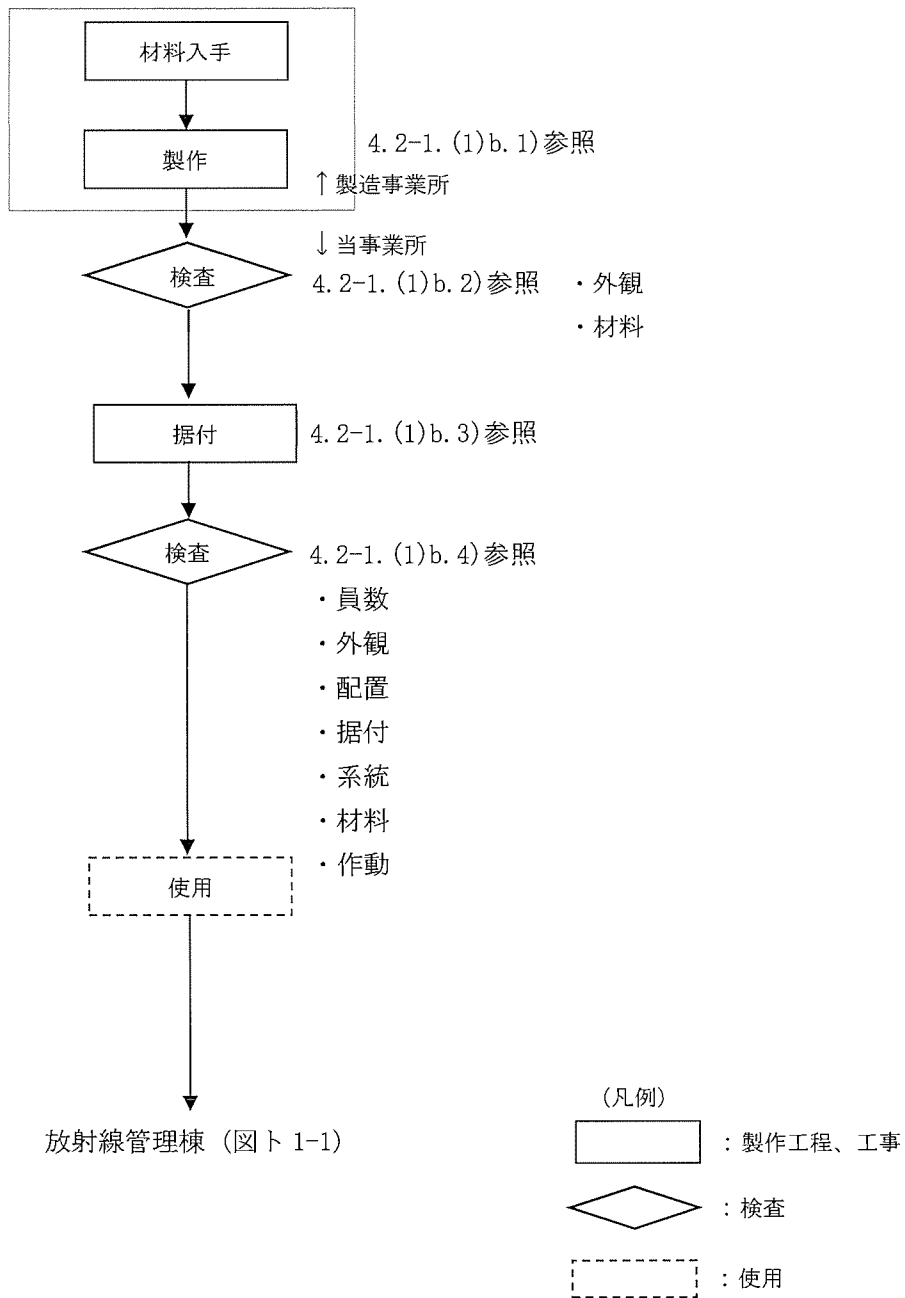 材料入手
製作
4.2-1.(1)b.1)参照
↑製造事業所
↓当事業所
検査
4.2-1.(1)b.2)参照 ・外観
・材料
据付
4.2-1.(1)b.3)参照
検査
4.2-1.(1)b.4)参照
・員数
・外観
・配置
・据付
・系統
・材料
・作動
使用
放射線管理棟(図ト 1-1)
(凡例)
:製作工程、工事
:検査
:使用